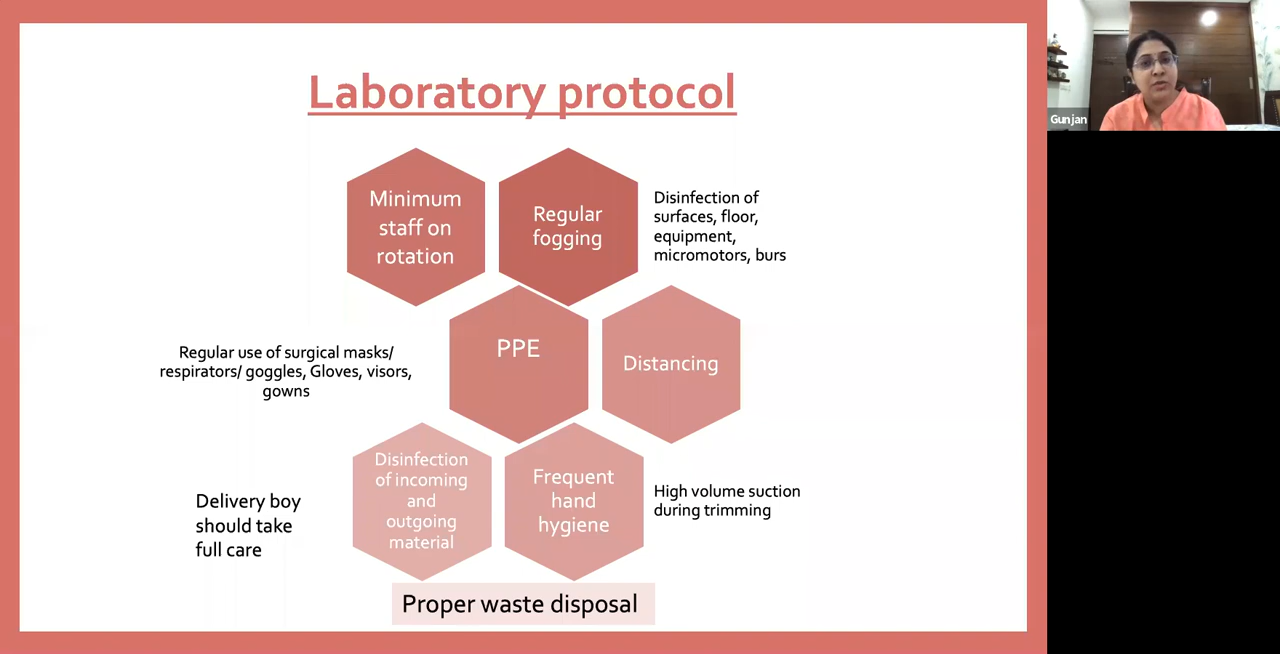 Laboratory protocol
Minimum
staff on
rotation
Regular
fogging
Disinfection of
surfaces, floor,
equipment,
micromotors, burs
Regular use of surgical masks/
respirators/ goggles, Gloves, visors,
gowns
PPE
Distancing
Delivery boy
should take
full care
Disinfection
of incoming
and
outgoing
material
Frequent
hand
hygiene
High volume suction
during trimming
Proper waste disposal
Gunjan